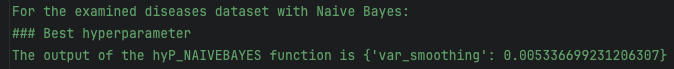 For the examined diseases dataset with Naive Bayes:
### Best hyperparameter
The output of the hyP_NAIVEBAYES function is {'var_smoothing': 0.005336699231206307}